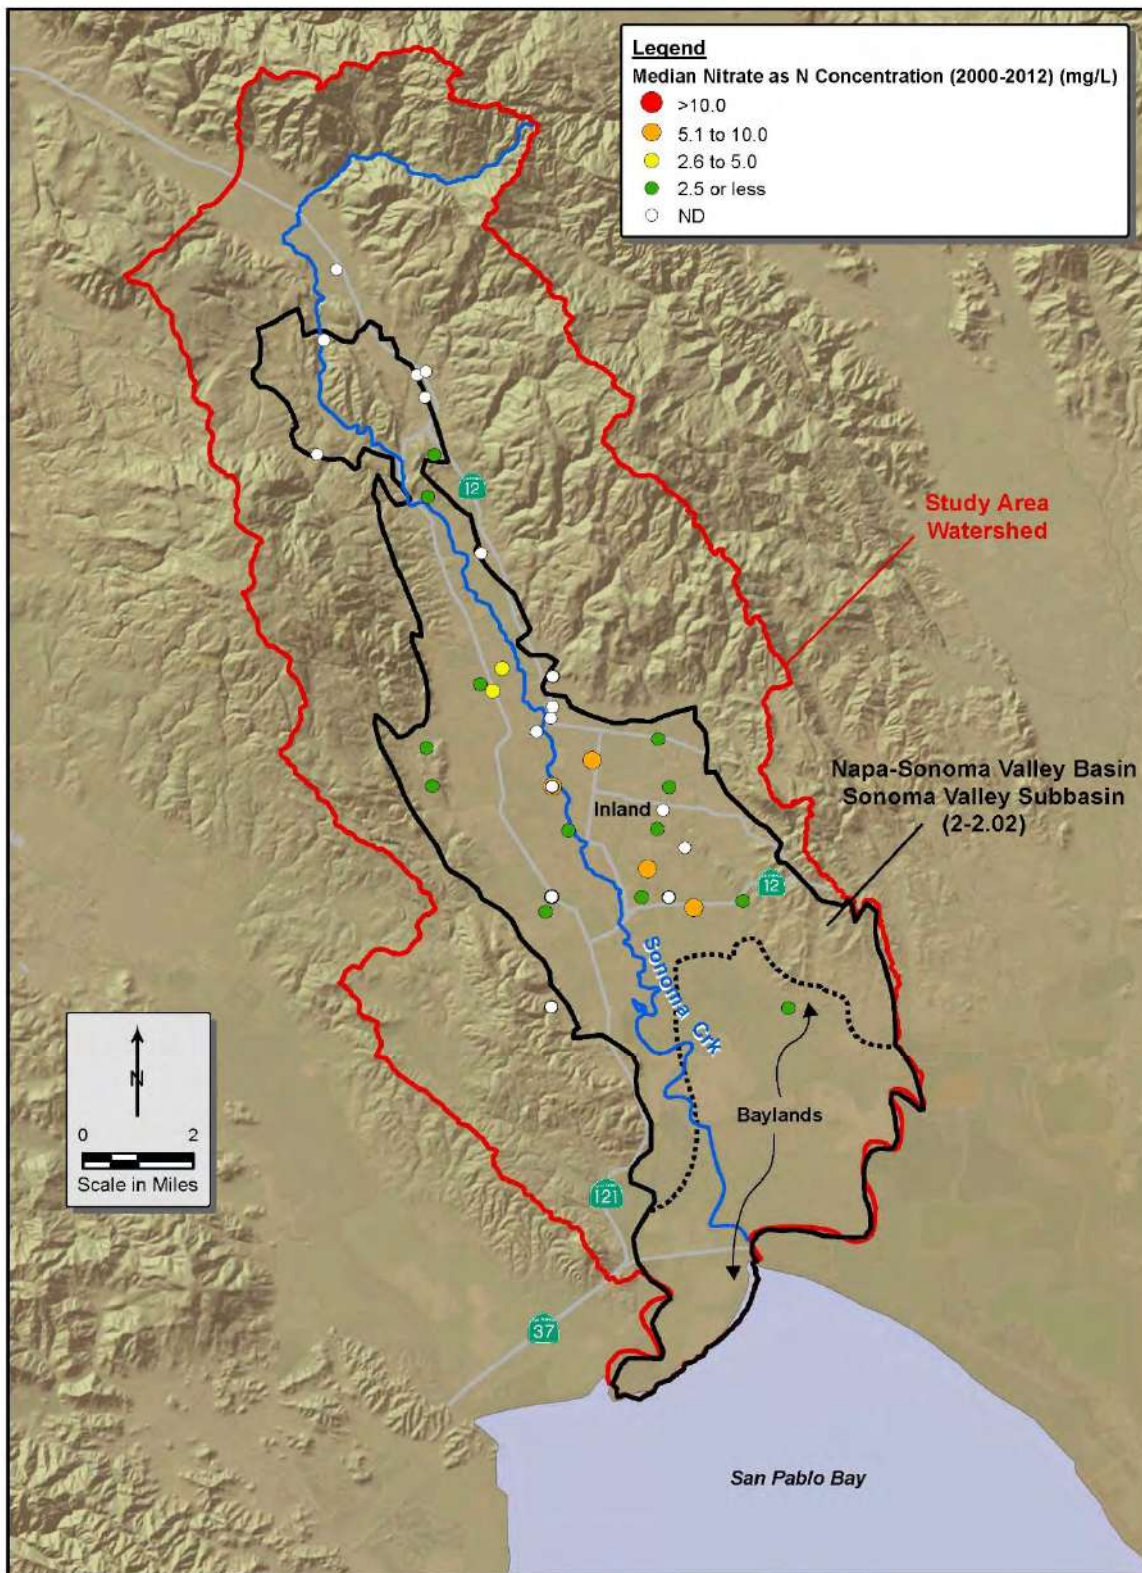 Legend
Median Nitrate as N Concentration (2000-2012) (mg/L)
>10.0
5.1 to 10.0
2.6 to 5.0
2.5 or less
ND
12
Study Area
Watershed
Napa-Sonoma Valley Basin
Sonoma Valley Subbasin
(2-2.02)
Inland
12
Sonoma Crk
N
0 2
Scale in Miles
Baylands
121
37
San Pablo Bay